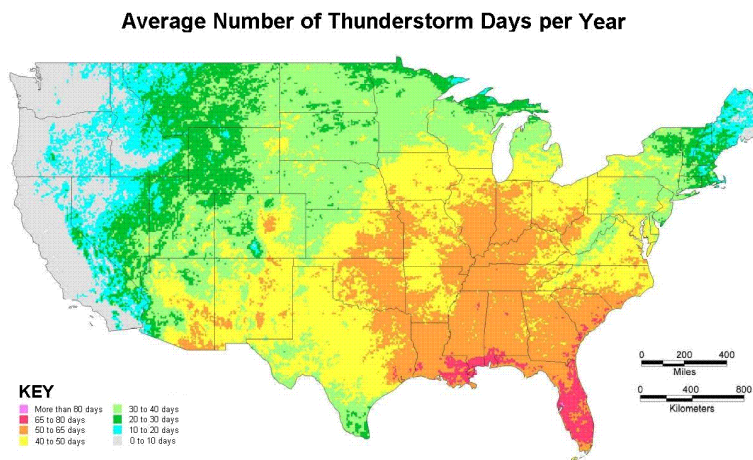 Average Number of Thunderstorm Days per Year
0 200 400
Miles
0 400 800
Kilometers
KEY
More than 80 days 30 to 40 days
65 to 80 days 20 to 30 days
50 to 65 days 10 to 20 days
40 to 50 days 0 to 10 days